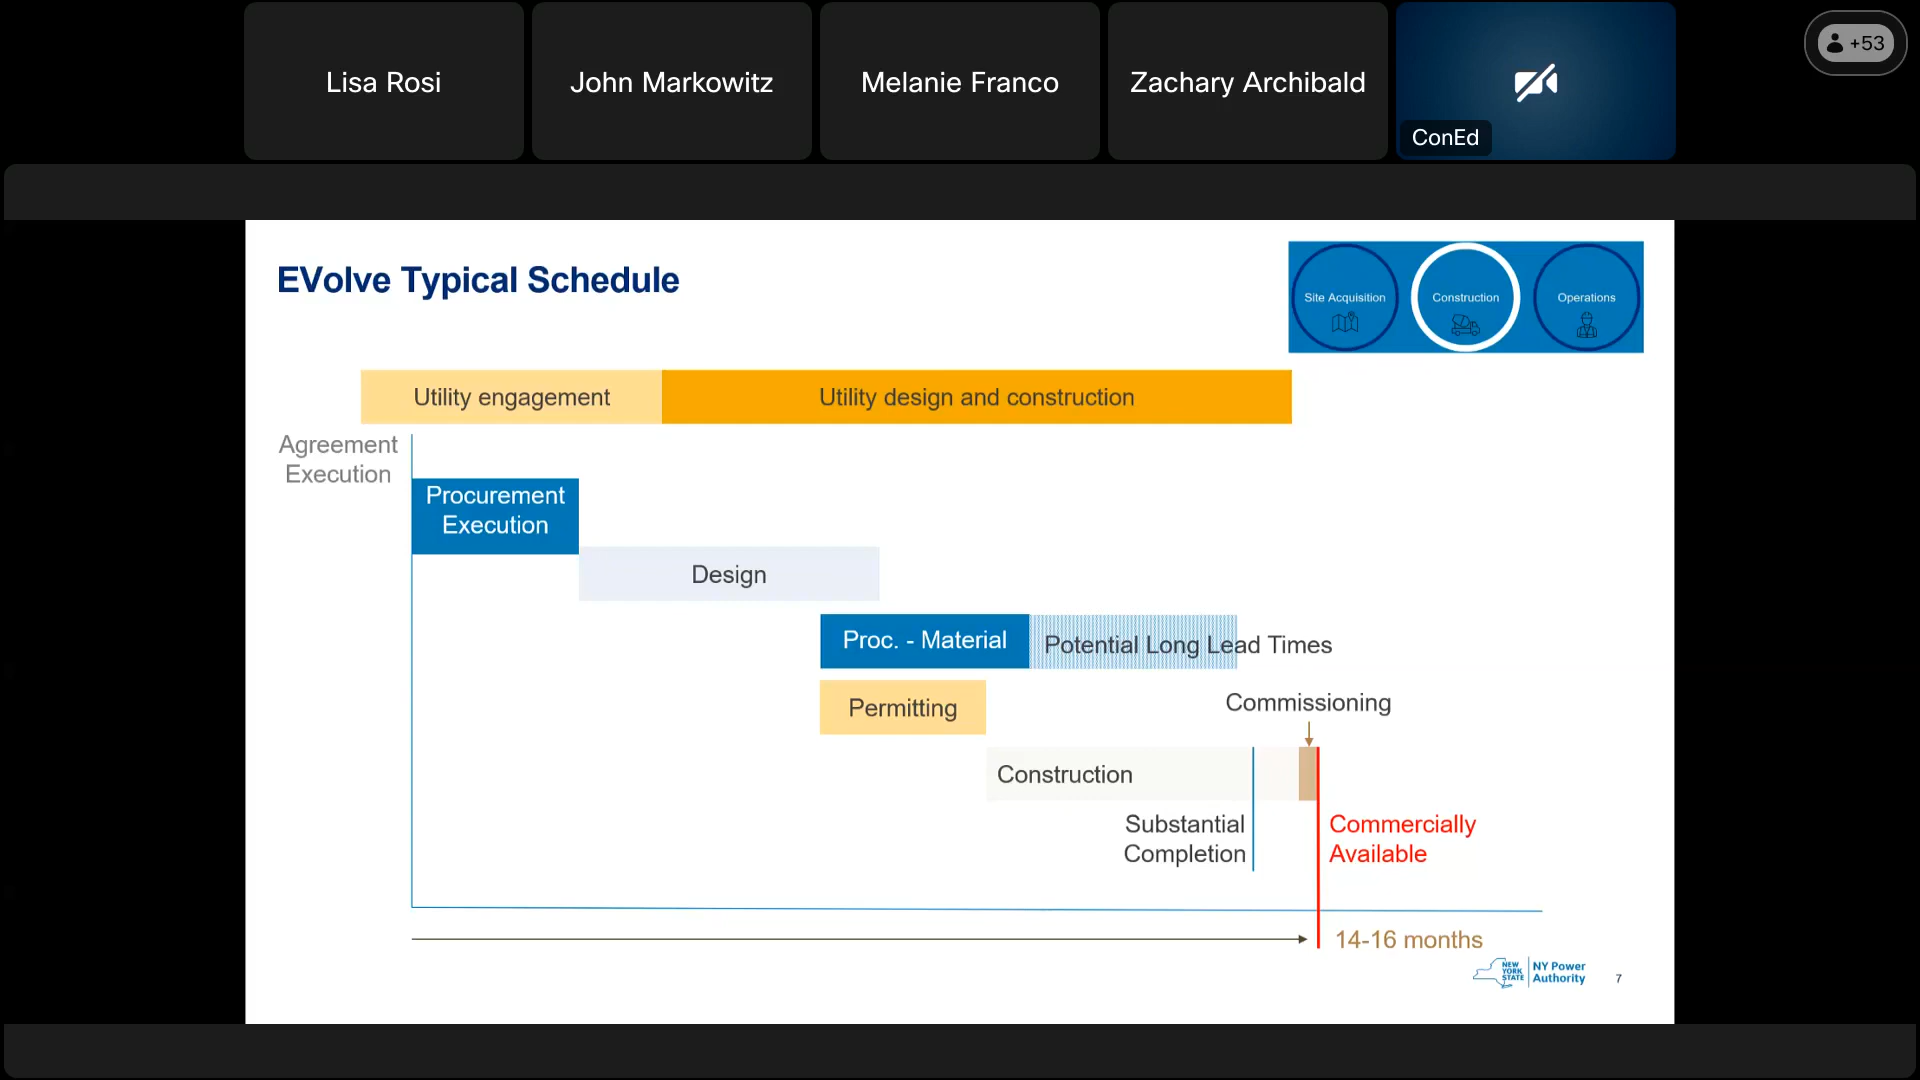 Lisa Rosi
John Markowitz
Melanie Franco
Zachary Archibald
ConEd
+53
EVolve Typical Schedule
Site Acquisition
Construction
Operations
Utility engagement
Utility design and construction
Agreement
Execution
Procurement
Execution
Design
Proc. - Material
Potential Long Lead Times
Permitting
Commissioning
Construction
Substantial
Completion
Commercially
Available
14-16 months
NEW
YORK
STATE
NY Power
Authority
7